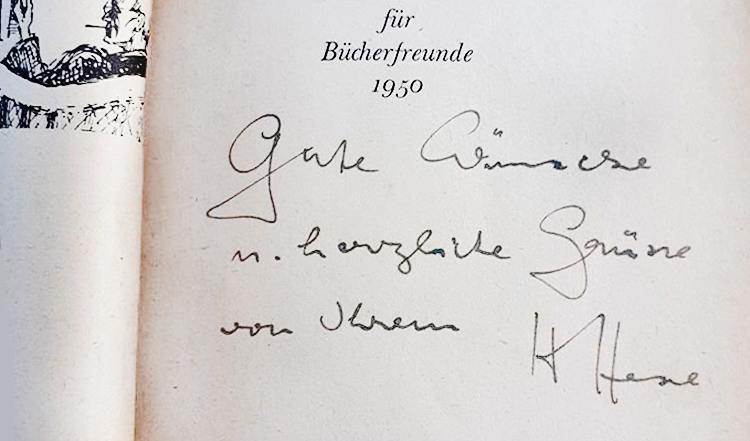 für
Bücherfreunde
1950
Gute Wünsche
u. herzliche Grüsse
von Ihrem H Hesse